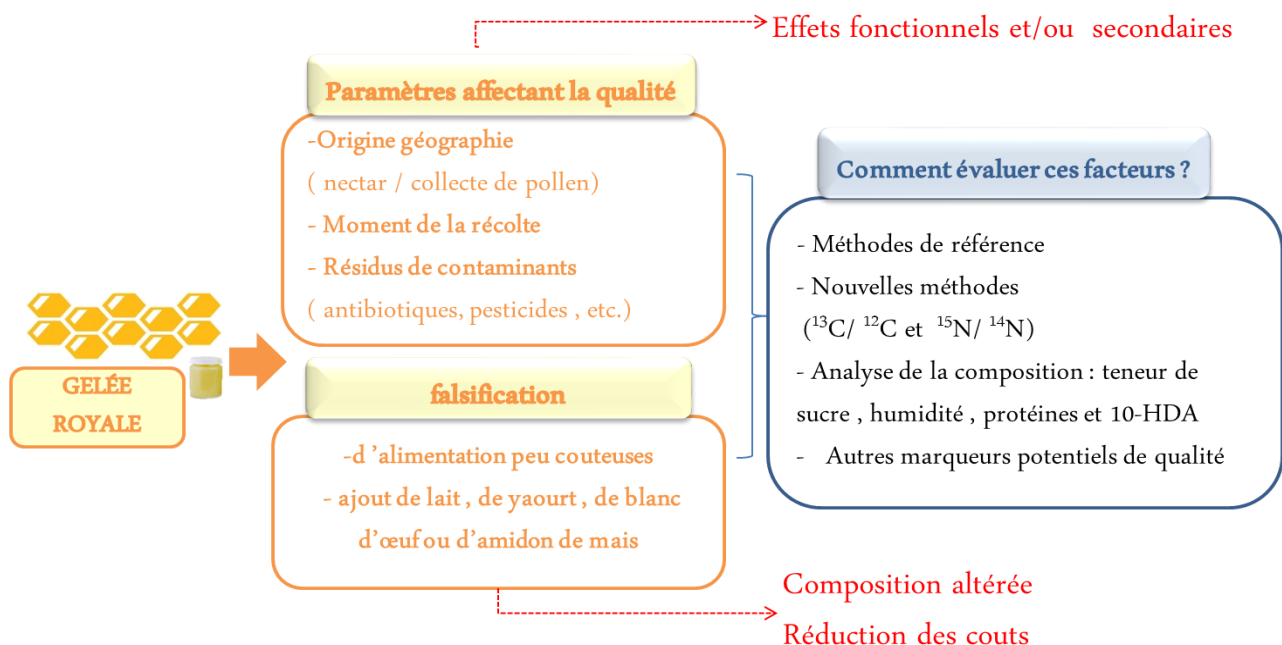 Effets fonctionnels et/ou secondaires
Paramètres affectant la qualité
-Origine géographie
( nectar / collecte de pollen)
- Moment de la récolte
- Résidus de contaminants
( antibiotiques, pesticides , etc.)
GELÉE
ROYALE
falsification
-d ’alimentation peu couteuses
- ajout de lait , de yaourt , de blanc
d’œuf ou d’amidon de mais
Comment évaluer ces facteurs ?
- Méthodes de référence
- Nouvelles méthodes
(¹³C/ ¹²C et ¹⁵N/ ¹⁴N)
- Analyse de la composition : teneur de
sucre , humidité , protéines et 10-HDA
- Autres marqueurs potentiels de qualité
Composition altérée
Réduction des couts